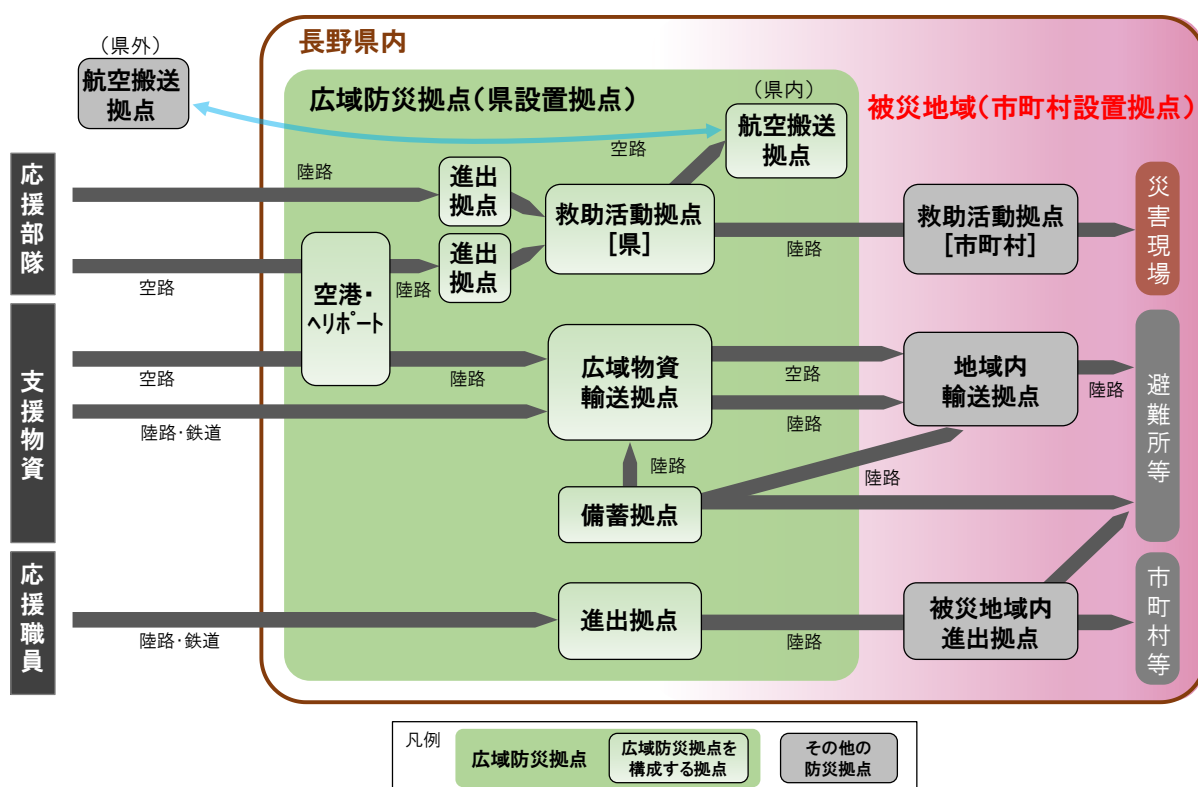 （県外）
航空搬送
拠点
長野県内
広域防災拠点（県設置拠点）
（県内）
航空搬送
拠点
被災地域（市町村設置拠点）
空路
応援部隊
陸路
進出
拠点
救助活動拠点
［県］
救助活動拠点
［市町村］
災害現場
陸路
空路
空港・
ヘリポート
陸路
進出
拠点
支援物資
空路
陸路
広域物資
輸送拠点
空路
地域内
輸送拠点
陸路
避難所等
陸路・鉄道
陸路
陸路
備蓄拠点
陸路
応援職員
陸路・鉄道
進出拠点
陸路
被災地域内
進出拠点
市町村等
凡例
広域防災拠点
広域防災拠点を
構成する拠点
その他の
防災拠点